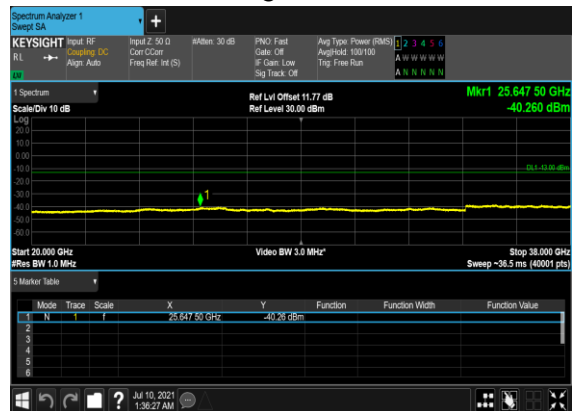 Spectrum Analyzer 1
Swept SA
+
KEYSIGHT Input: RF Input Z: 50 Ω #Atten: 30 dB PNO: Fast Avg Type: Power (RMS) 1 2 3 4 5 6
RL Coupling: DC Corr CCorr Gate: Off Avg|Hold: 100/100 A W W W W W
Align: Auto Freq Ref: Int (S) IF Gain: Low Trig: Free Run
Sig Track: Off A N N N N N
1 Spectrum Ref Lvl Offset 11.77 dB Mkr1 25.647 50 GHz
Scale/Div 10 dB Ref Level 30.00 dBm -40.260 dBm
Log
20.0
10.0
0.00
-10.0 DL1 -13.00 dBm
-20.0
-30.0 1
-40.0
-50.0
-60.0
Start 20.000 GHz Video BW 3.0 MHz* Stop 38.000 GHz
#Res BW 1.0 MHz Sweep ~36.5 ms (40001 pts)
5 Marker Table
Mode Trace Scale X Y Function Function Width Function Value
1 N 1 f 25.647 50 GHz -40.26 dBm
2
3
4
5
6
? Jul 10, 2021
1:36:27 AM